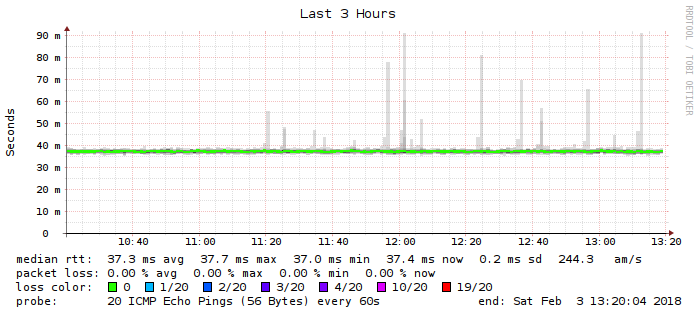 Last 3 Hours
RRDTOOL / TOBI OETIKER
Seconds
90 m
80 m
70 m
60 m
50 m
40 m
30 m
20 m
10 m
0
10:40 11:00 11:20 11:40 12:00 12:20 12:40 13:00 13:20
median rtt: 37.3 ms avg 37.7 ms max 37.0 ms min 37.4 ms now 0.2 ms sd 244.3 am/s
packet loss: 0.00 % avg 0.00 % max 0.00 % min 0.00 % now
loss color: 0 1/20 2/20 3/20 4/20 10/20 19/20
probe: 20 ICMP Echo Pings (56 Bytes) every 60s end: Sat Feb 3 13:20:04 2018